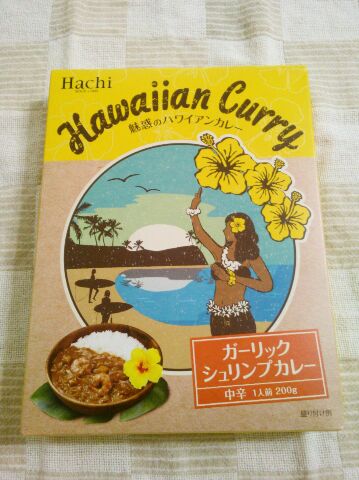 Hachi
Hawaiian Curry
魅惑のハワイアンカレー
ガーリック
シュリンプカレー
中辛 1人前 200g
盛り付け例